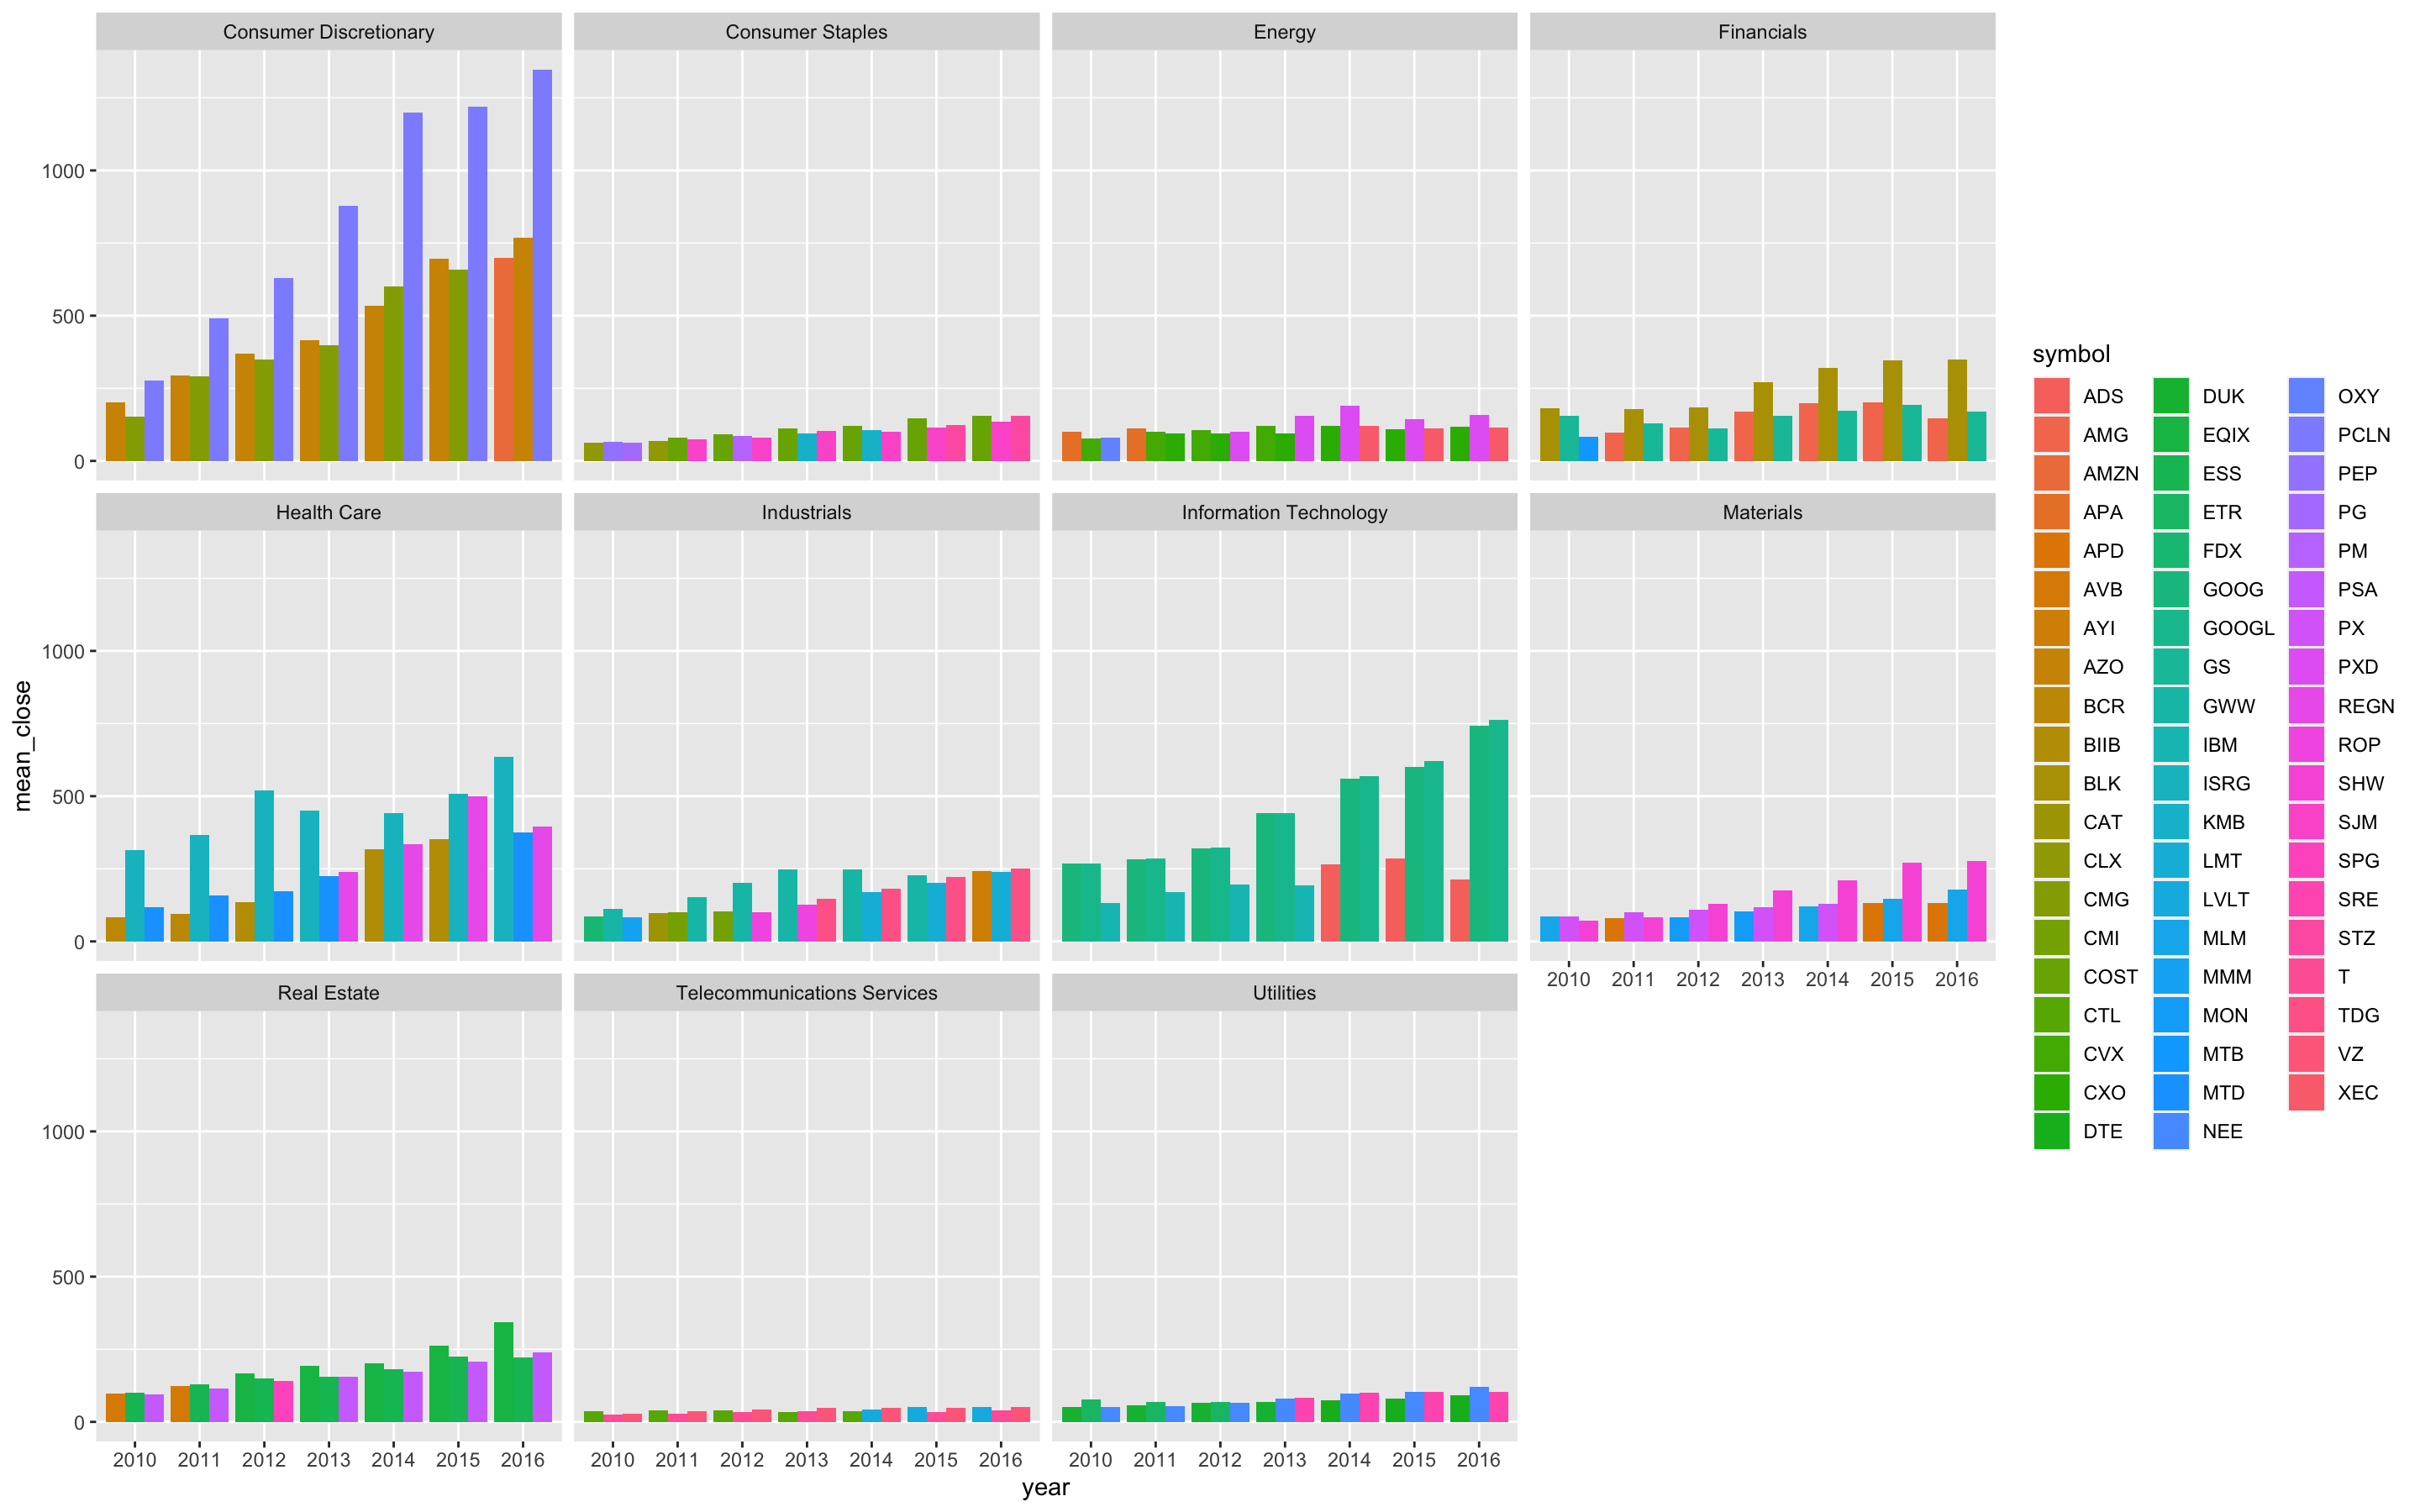 Consumer Discretionary
Consumer Staples
Energy
Financials
1000
500
0
Health Care
Industrials
Information Technology
Materials
1000
500
0
2010 2011 2012 2013 2014 2015 2016
Real Estate
Telecommunications Services
Utilities
1000
500
0
2010 2011 2012 2013 2014 2015 2016
2010 2011 2012 2013 2014 2015 2016
2010 2011 2012 2013 2014 2015 2016
year
mean_close
symbol
ADS
AMG
AMZN
APA
APD
AVB
AYI
AZO
BCR
BIIB
BLK
CAT
CLX
CMG
CMI
COST
CTL
CVX
CXO
DTE
DUK
EQIX
ESS
ETR
FDX
GOOG
GOOGL
GS
GWW
IBM
ISRG
KMB
LMT
LVLT
MLM
MMM
MON
MTB
MTD
NEE
OXY
PCLN
PEP
PG
PM
PSA
PX
PXD
REGN
ROP
SHW
SJM
SPG
SRE
STZ
T
TDG
VZ
XEC